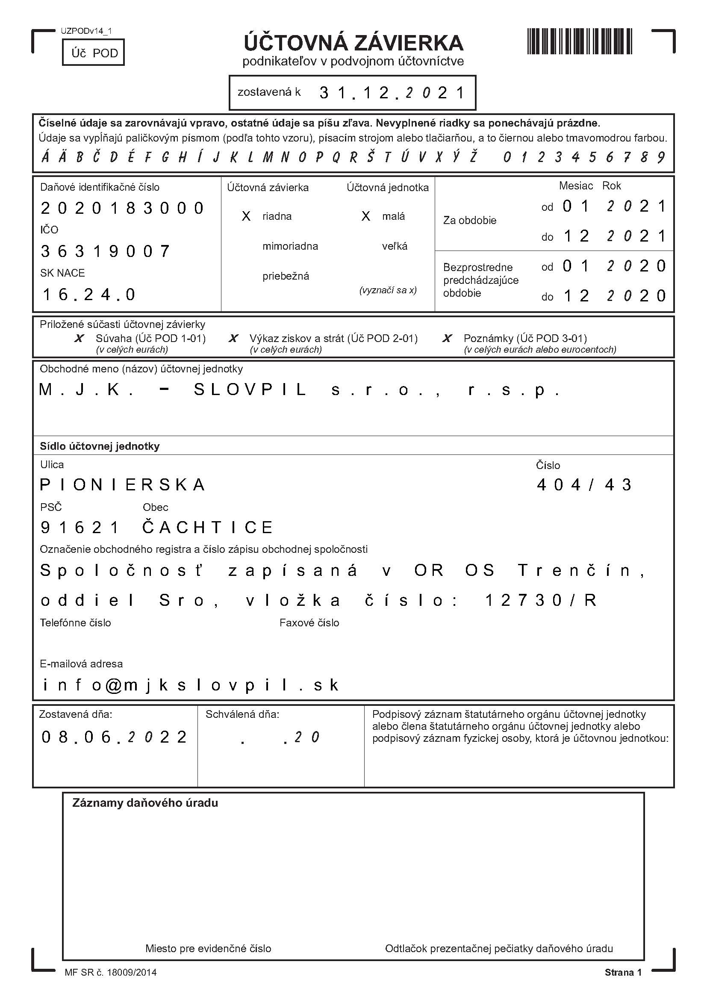 UZPODv14_1
Úč POD
ÚČTOVNÁ ZÁVIERKA
podnikateľov v podvojnom účtovníctve
zostavená k 31.12.2021
Číselné údaje sa zarovnávajú vpravo, ostatné údaje sa píšu zľava. Nevyplnené riadky sa ponechávajú prázdne.
Údaje sa vypĺňajú paličkovým písmom (podľa tohto vzoru), písacím strojom alebo tlačiarňou, a to čiernou alebo tmavomodrou farbou.
Á Ä B Č D É F G H Í J K L M N O P Q R Š T Ú V X Ý Ž 0 1 2 3 4 5 6 7 8 9
Daňové identifikačné číslo
2020183000
IČO
36319007
SK NACE
16.24.0
Účtovná závierka
X riadna
mimoriadna
priebežná
Účtovná jednotka
X malá
veľká
(vyznačí sa x)
Mesiac Rok
Za obdobie
od 01 2021
do 12 2021
Bezprostredne
predchádzajúce
obdobie
od 01 2020
do 12 2020
Priložené súčasti účtovnej závierky
X Súvaha (Úč POD 1-01) X Výkaz ziskov a strát (Úč POD 2-01) X Poznámky (Úč POD 3-01)
(v celých eurách) (v celých eurách) (v celých eurách alebo eurocentoch)
Obchodné meno (názov) účtovnej jednotky
M.J.K. - SLOVPIL s.r.o., r.s.p.
Sídlo účtovnej jednotky
Ulica Číslo
PIONIERSKA 404/43
PSČ Obec
91621 ČACHTICE
Označenie obchodného registra a číslo zápisu obchodnej spoločnosti
Spoločnosť zapísaná v OR OS Trenčín,
oddiel Sro, vložka číslo: 12730/R
Telefónne číslo Faxové číslo
E-mailová adresa
info@mjkslovpil.sk
Zostavená dňa:
08.06.2022
Schválená dňa:
. .20
Podpisový záznam štatutárneho orgánu účtovnej jednotky
alebo člena štatutárneho orgánu účtovnej jednotky alebo
podpisový záznam fyzickej osoby, ktorá je účtovnou jednotkou:
Záznamy daňového úradu
Miesto pre evidenčné číslo Odtlačok prezentačnej pečiatky daňového úradu
MF SR č. 18009/2014 Strana 1